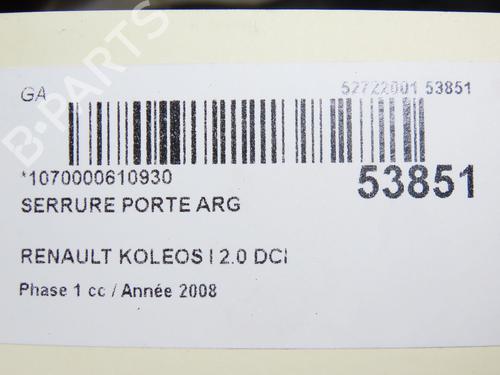 GA
52722001 53851
*1070000610930
53851
SERRURE PORTE ARG
RENAULT KOLEOS I 2.0 DCI
Phase 1 cc / Année 2008
B-PARTS